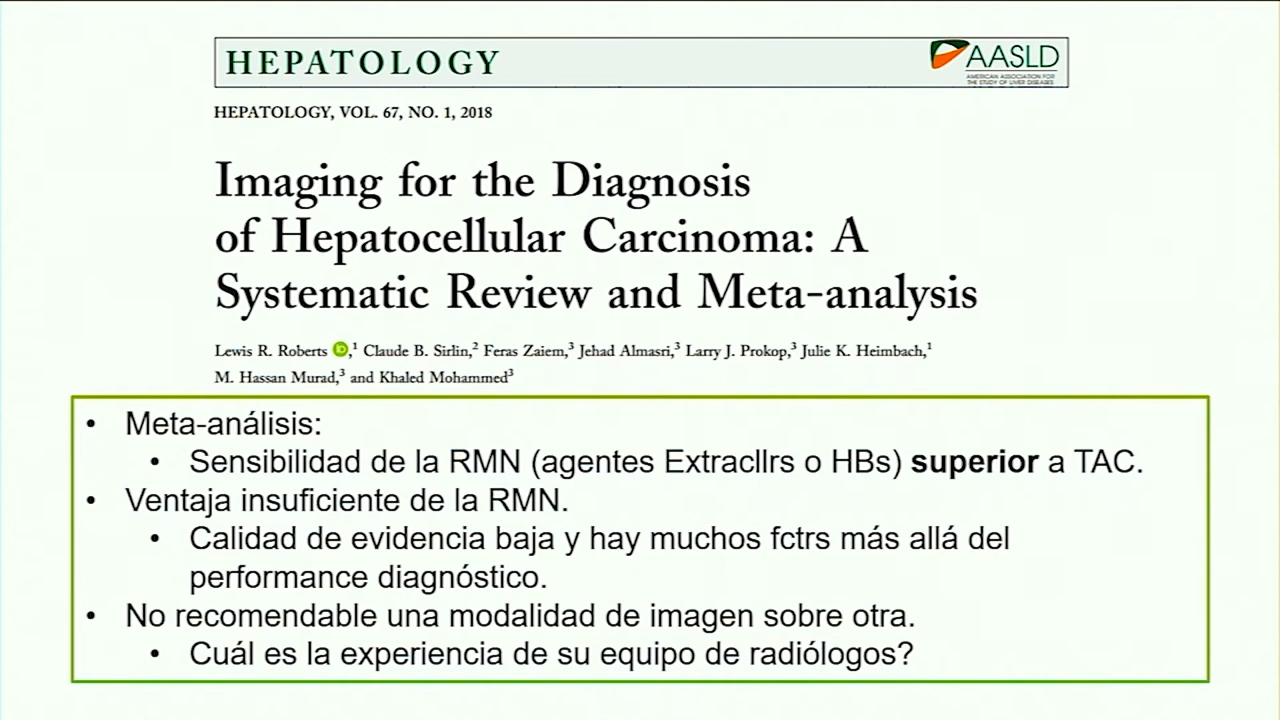 HEPATOLOGY
AASLD
AMERICAN ASSOCIATION FOR
THE STUDY OF LIVER DISEASES
HEPATOLOGY, VOL. 67, NO. 1, 2018
Imaging for the Diagnosis
of Hepatocellular Carcinoma: A
Systematic Review and Meta-analysis
Lewis R. Roberts iD,1 Claude B. Sirlin,2 Feras Zaiem,3 Jehad Almasri,3 Larry J. Prokop,3 Julie K. Heimbach,1
M. Hassan Murad,3 and Khaled Mohammed3
• Meta-análisis:
• Sensibilidad de la RMN (agentes Extracllrs o HBs) superior a TAC.
• Ventaja insuficiente de la RMN.
• Calidad de evidencia baja y hay muchos fctrs más allá del
performance diagnóstico.
• No recomendable una modalidad de imagen sobre otra.
• Cuál es la experiencia de su equipo de radiólogos?